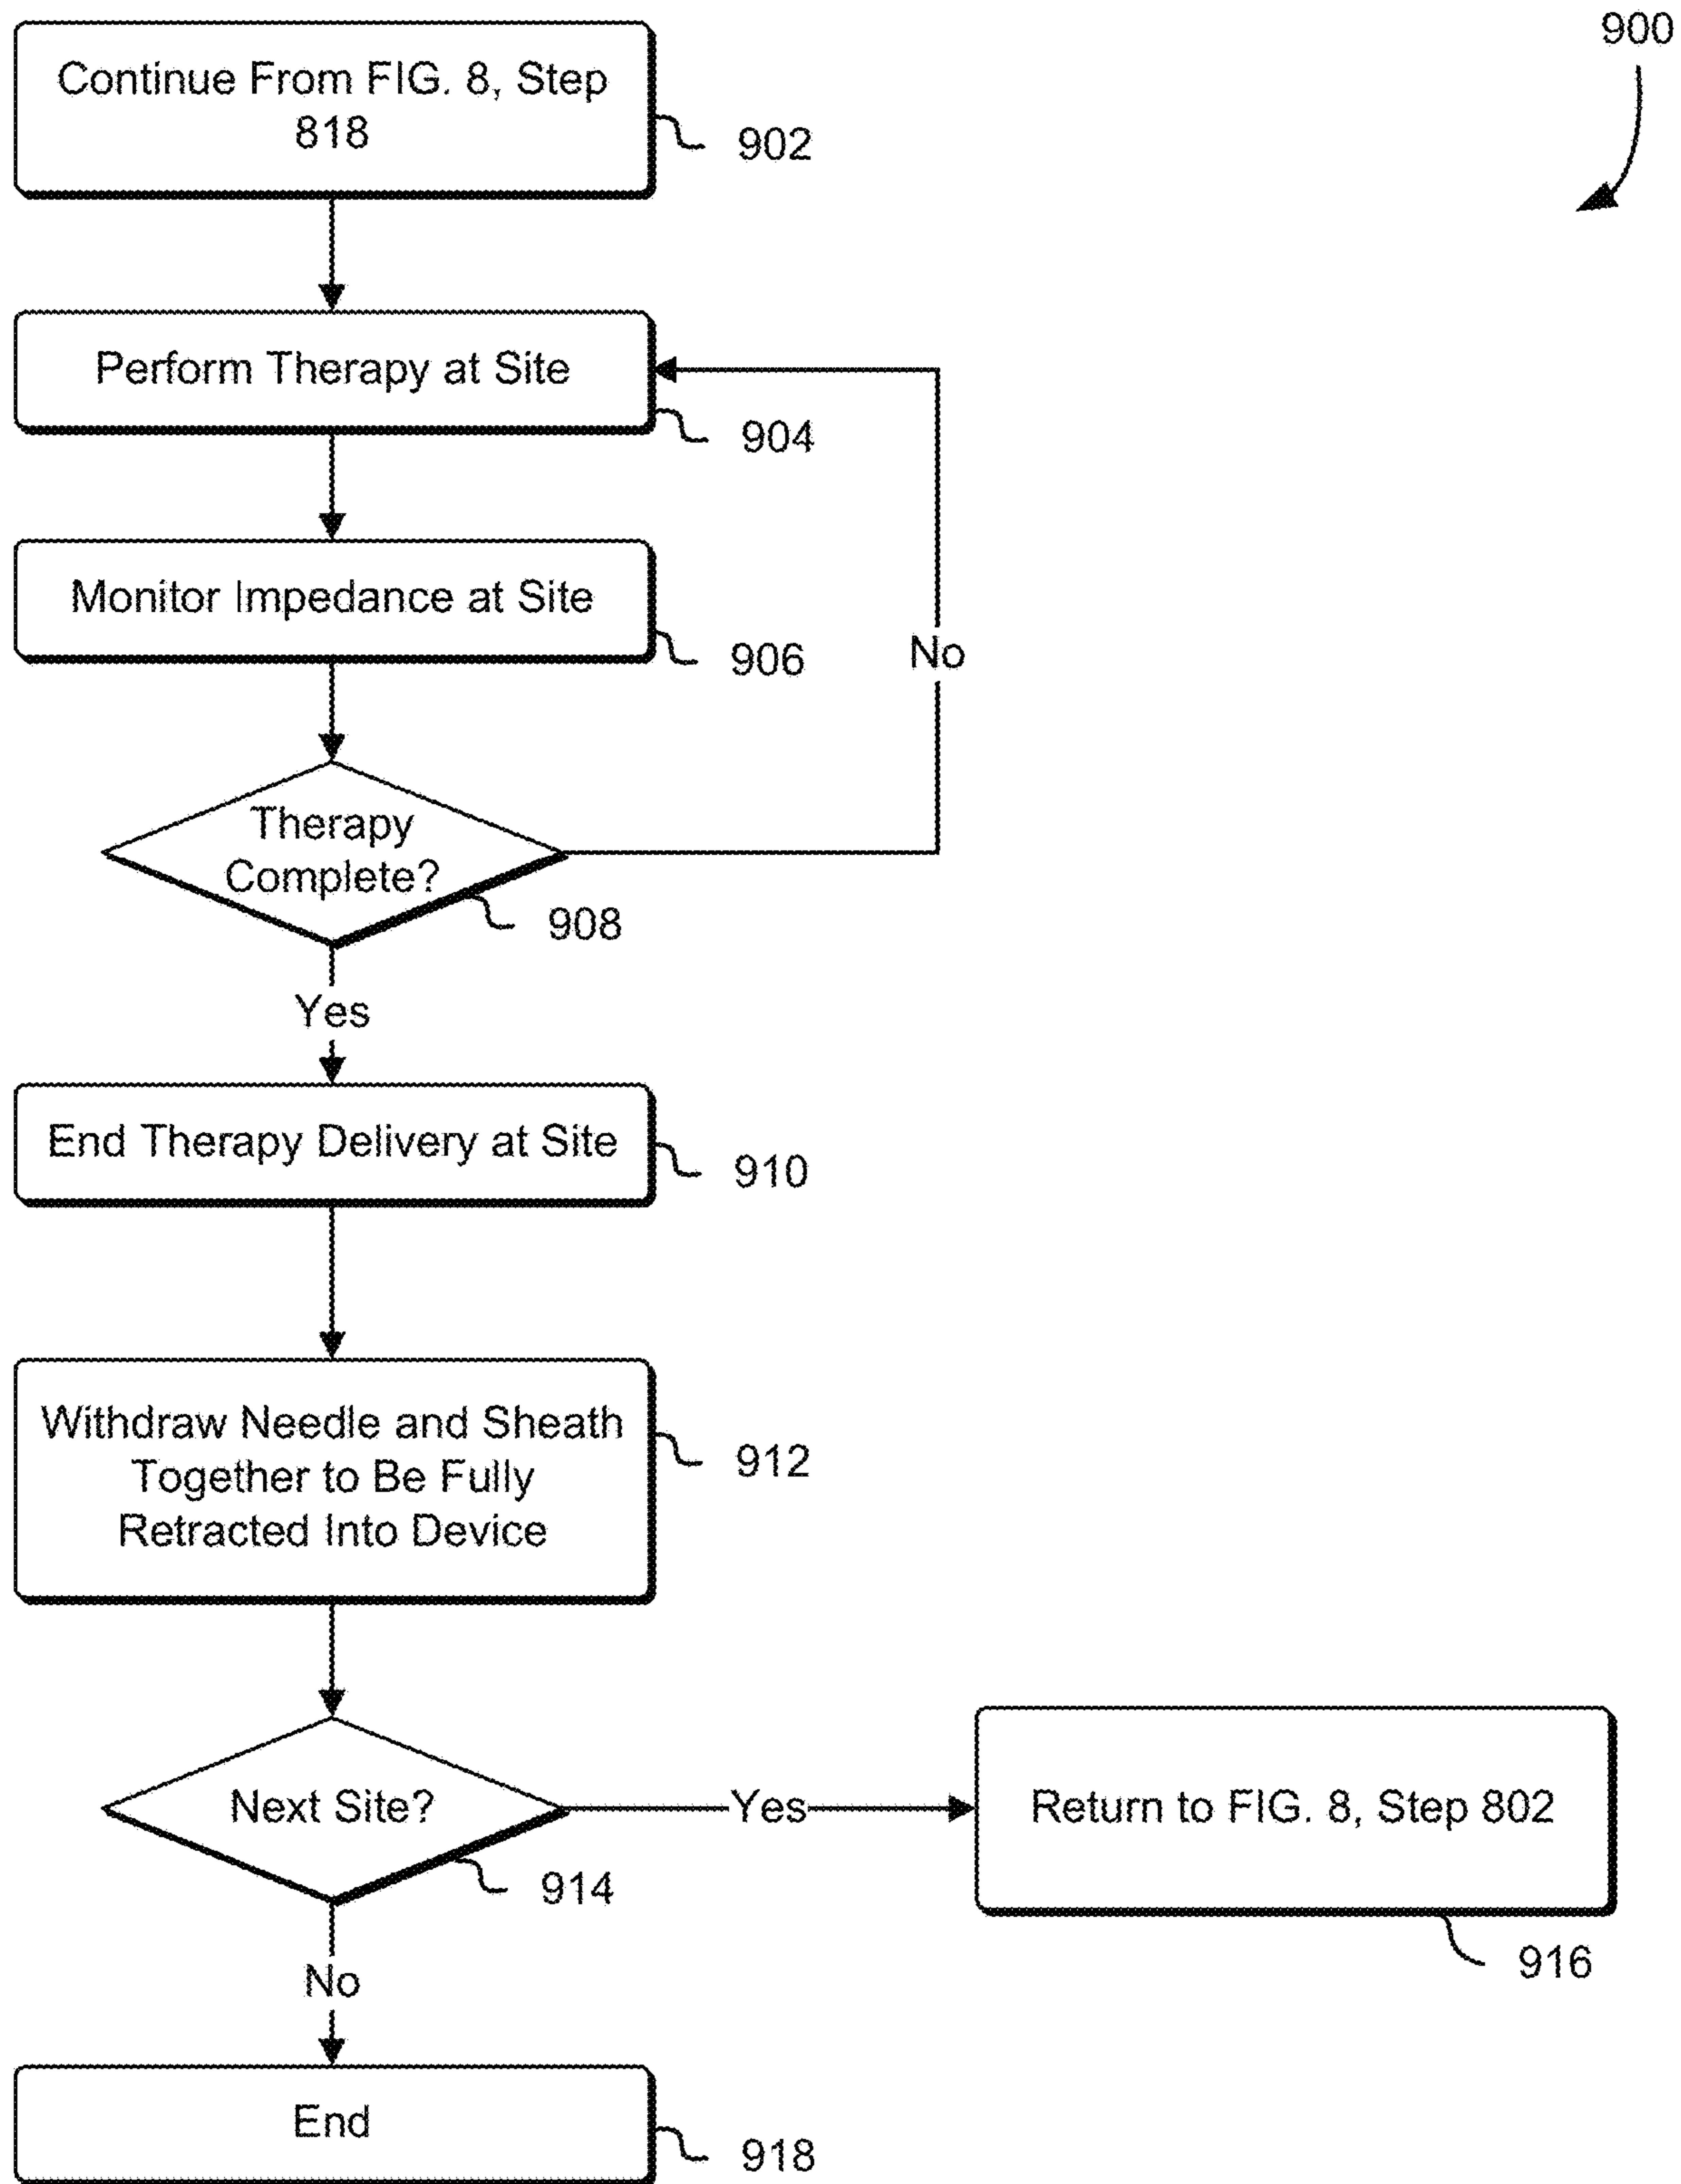 900
Continue From FIG. 8, Step
818
902
Perform Therapy at Site
904
Monitor Impedance at Site
906
No
Therapy
Complete?
908
Yes
End Therapy Delivery at Site
910
Withdraw Needle and Sheath
Together to Be Fully
Retracted Into Device
912
Next Site?
914
Yes
Return to FIG. 8, Step 802
916
No
End
918